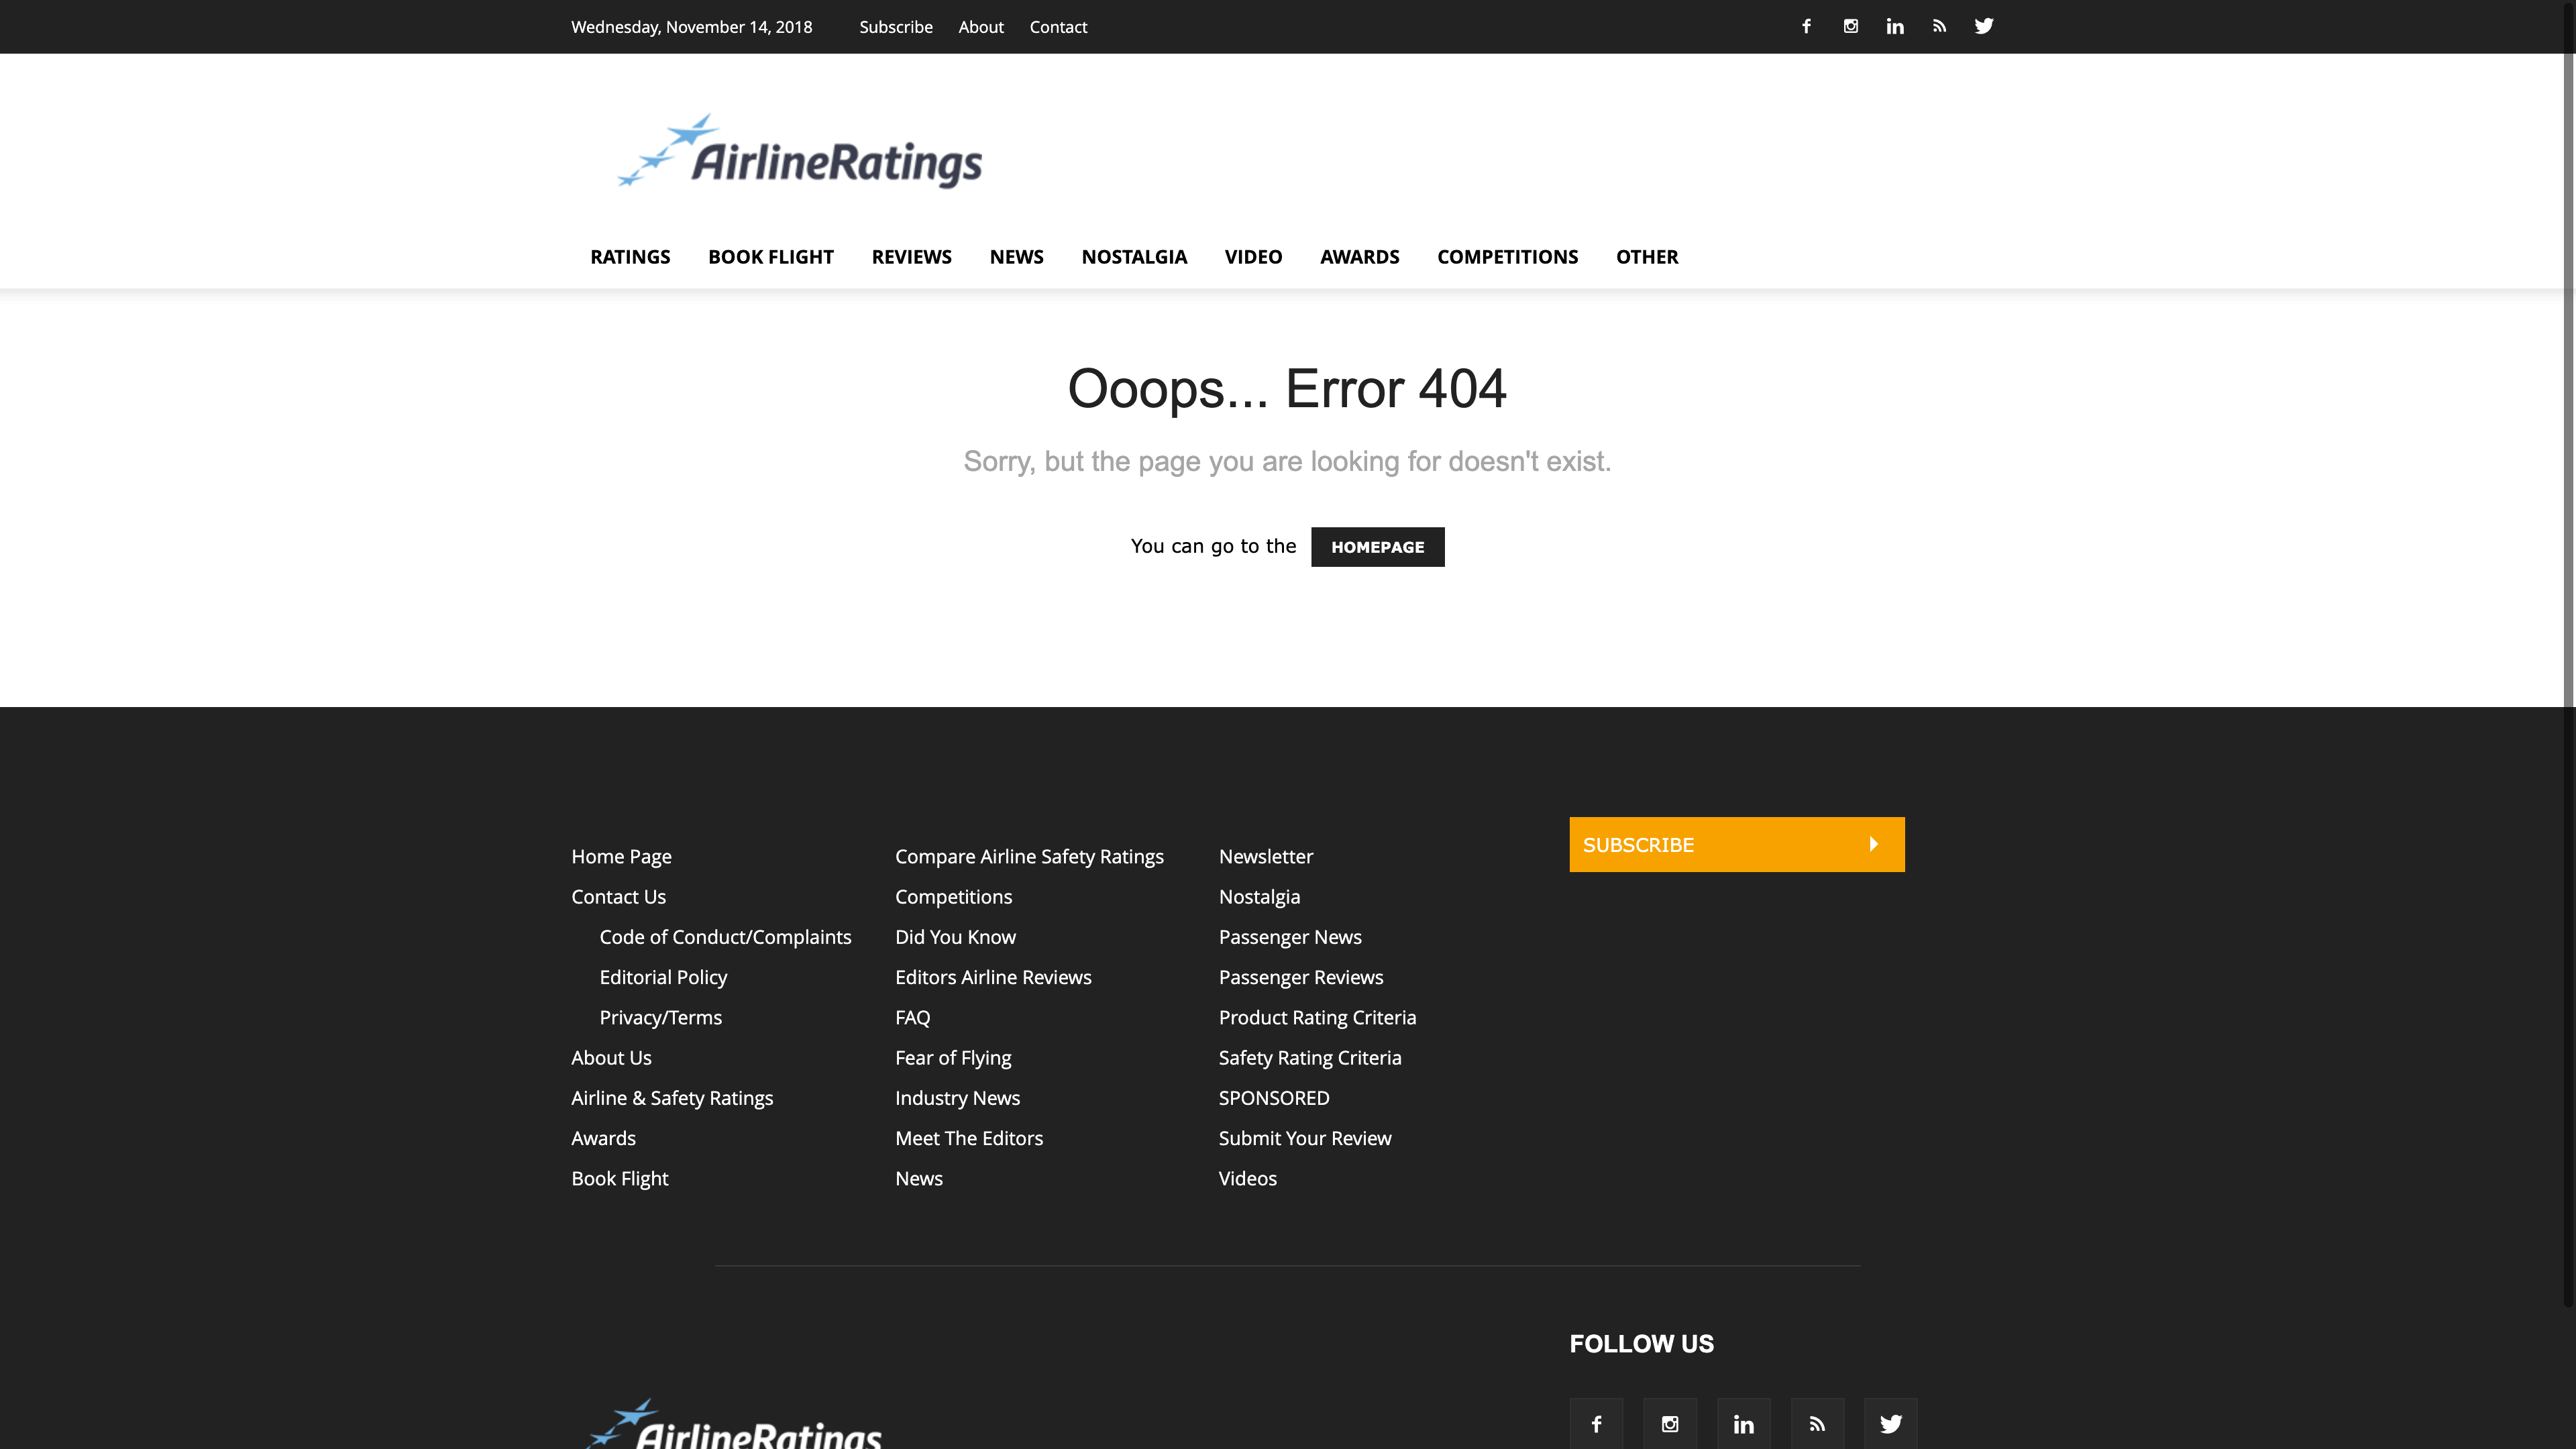 Wednesday, November 14, 2018 Subscribe About Contact
AirlineRatings
RATINGS BOOK FLIGHT REVIEWS NEWS NOSTALGIA VIDEO AWARDS COMPETITIONS OTHER
Ooops... Error 404
Sorry, but the page you are looking for doesn't exist.
You can go to the HOMEPAGE
Home Page
Contact Us
Code of Conduct/Complaints
Editorial Policy
Privacy/Terms
About Us
Airline & Safety Ratings
Awards
Book Flight
Compare Airline Safety Ratings
Competitions
Did You Know
Editors Airline Reviews
FAQ
Fear of Flying
Industry News
Meet The Editors
News
Newsletter
Nostalgia
Passenger News
Passenger Reviews
Product Rating Criteria
Safety Rating Criteria
SPONSORED
Submit Your Review
Videos
SUBSCRIBE
AirlineRatings
FOLLOW US